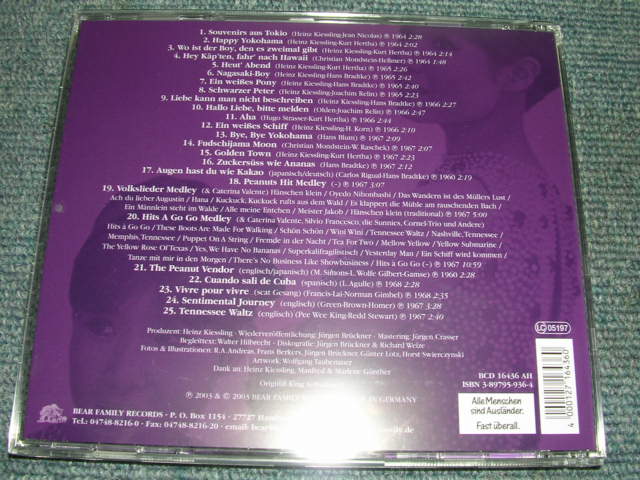 1. Souvenirs aus Tokio (Heinz Kiessling-Jean Nicolas) ℗ 1964 2:28
2. Happy Yokohama (Heinz Kiessling-Kurt Hertha) ℗ 1964 2:02
3. Wo ist der Boy, den es zweimal gibt (Heinz Kiessling-Kurt Hertha) ℗ 1964 2:14
4. Hey Käp'ten, fahr' nach Hawaii (Christian Mondstein-Hellmer) ℗ 1964 1:48
5. Heut' Abend (Heinz Kiessling-Kurt Hertha) ℗ 1965 2:26
6. Nagasaki-Boy (Heinz Kiessling-Hans Bradtke) ℗ 1965 2:42
7. Ein weißes Pony (Heinz Kiessling-Hans Bradtke) ℗ 1965 2:40
8. Schwarzer Peter (Heinz Kiessling-Joachim Relin) ℗ 1965 2:23
9. Liebe kann man nicht beschreiben (Heinz Kiessling-Kurt Hertha) ℗ 1966 2:27
10. Hallo Liebe, bitte melden (Olden-Joachim Relin) ℗ 1966 2:47
11. Aha (Hugo Strasser-Kurt Hertha) ℗ 1966 2:44
12. Ein weißes Schiff (Heinz Kiessling-H. Korn) ℗ 1966 2:10
13. Bye, Bye Yokohama (Hans Blum) ℗ 1967 2:09
14. Fudschijama Moon (Christian Mondstein-W. Raschek) ℗ 1967 2:07
15. Golden Town (Heinz Kiessling-Kurt Hertha) ℗ 1967 2:23
16. Zuckersüss wie Ananas (Hans Bradtke) ℗ 1967 2:12
17. Augen hast du wie Kakao (japanisch/deutsch) (Carlos Rigual-Hans Bradtke) ℗ 1960 2:19
18. Peanuts Hit Medley (-) ℗ 1967 3:07
19. Volkslieder Medley (& Caterina Valente) Hänschen klein / Oyedo Nihonbashi / Das Wandern ist des Müllers Lust /
Ach du lieber Augustin / Hana / Kuckuck, Kuckuck rufts aus dem Wald / Es klappert die Mühle am rauschenden Bach /
Ein Männlein steht im Walde / Alle meine Entchen / Meister Jakob / Hänschen klein (traditional) ℗ 1967 5:00
20. Hits A Go Go Medley (& Caterina Valente, Silvio Francesco, die Sunnies, Cornel-Trio und Andere)
Hits à Go Go / These Boots Are Made For Walking / Schön Schön / Wini Wini / Tennessee Waltz / Nashville, Tennessee /
Memphis, Tennessee / Puppet On A String / Fremde in der Nacht / Tea For Two / Mellow Yellow / Yellow Submarine /
The Yellow Rose Of Texas / Yes, We Have No Bananas / Superkalifragilistisch / Yesterday Man / Ein Schiff wird kommen /
Tanze mit mir in den Morgen / There's No Business Like Showbusiness / Hits à Go Go (-) ℗ 1967 10:59
21. The Peanut Vendor (englisch/japanisch) (M. Simons-L. Wolfe Gilbert-Gamse) ℗ 1960 2:28
22. Cuando sali de Cuba (spanisch) (L. Agulle) ℗ 1968 2:28
23. Vivre pour vivre (seat Gesang) (Francis-Lai-Norman Gimbel) ℗ 1968 2:35
24. Sentimental Journey (englisch) (Green-Brown-Homer) ℗ 1967 3:28
25. Tennessee Waltz (englisch) (Pee Wee King-Redd Stewart) ℗ 1967 2:40
Produzent: Heinz Kiessling - Wiederveröffentlichung: Jürgen Brückner - Mastering: Jürgen Crasser
Begleittext: Walter Hilbrecht - Diskografie: Jürgen Brückner & Richard Weize
Fotos & Illustrationen: R.A. Andreas, Frans Berkers, Jürgen Brückner, Günter Lotz, Horst Swierczynski
Artwork: Wolfgang Taubenauer
Dank an: Heinz Kiessling, Manfred & Marlene Günther
Original King
℗ 2003 & © 2003 BEAR FAMILY IN GERMANY
BEAR FAMILY RECORDS - P. O. Box 1154 - 27727
Tel.: 04748-8216-0 - Fax: 04748-8216-20 - email:
LC 05197
BCD 16436 AH
ISBN 3-89795-936-4
Alle Menschen
sind Ausländer.
Fast überall.
4 000127 164360